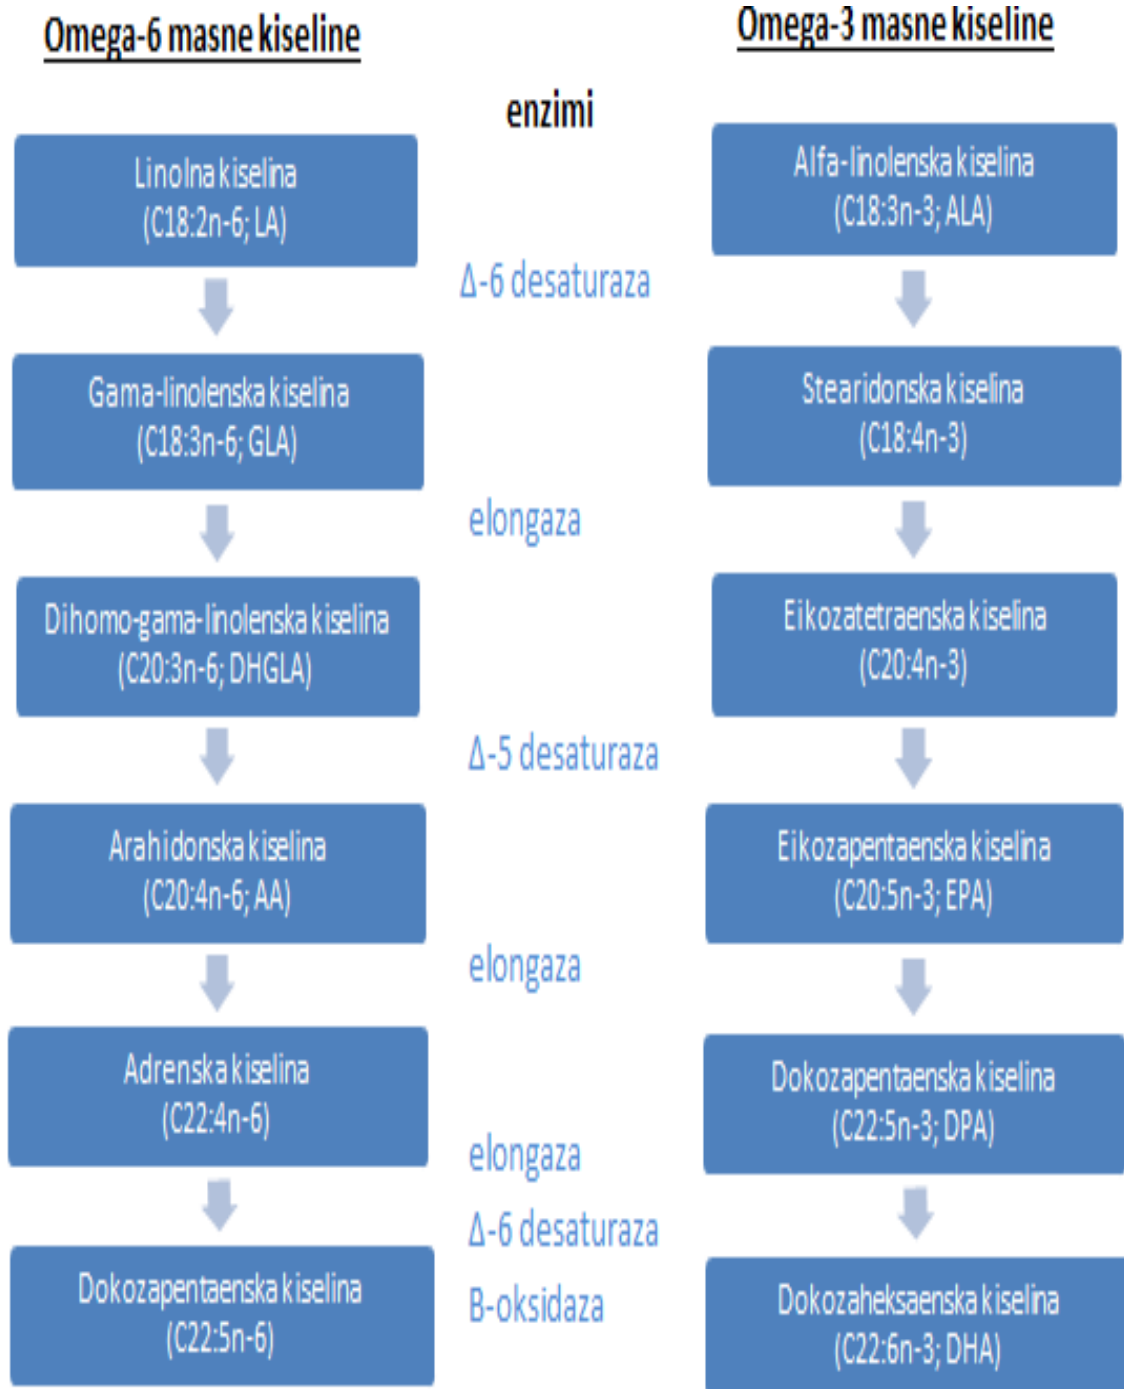 Omega-6 masne kiseline
Linolna kiselina
(C18:2n-6; LA)
Gama-linolenska kiselina
(C18:3n-6; GLA)
Dihomo-gama-linolenska kiselina
(C20:3n-6; DHGLA)
Arahidonska kiselina
(C20:4n-6; AA)
Adrenska kiselina
(C22:4n-6)
Dokozapentaenska kiselina
(C22:5n-6)
enzimi
Δ-6 desaturaza
elongaza
Δ-5 desaturaza
elongaza
elongaza
Δ-6 desaturaza
B-oksidaza
Omega-3 masne kiseline
Alfa-linolenska kiselina
(C18:3n-3; ALA)
Stearidonska kiselina
(C18:4n-3)
Eikozatetraenska kiselina
(C20:4n-3)
Eikozapentaenska kiselina
(C20:5n-3; EPA)
Dokozapentaenska kiselina
(C22:5n-3; DPA)
Dokozaheksaenska kiselina
(C22:6n-3; DHA)